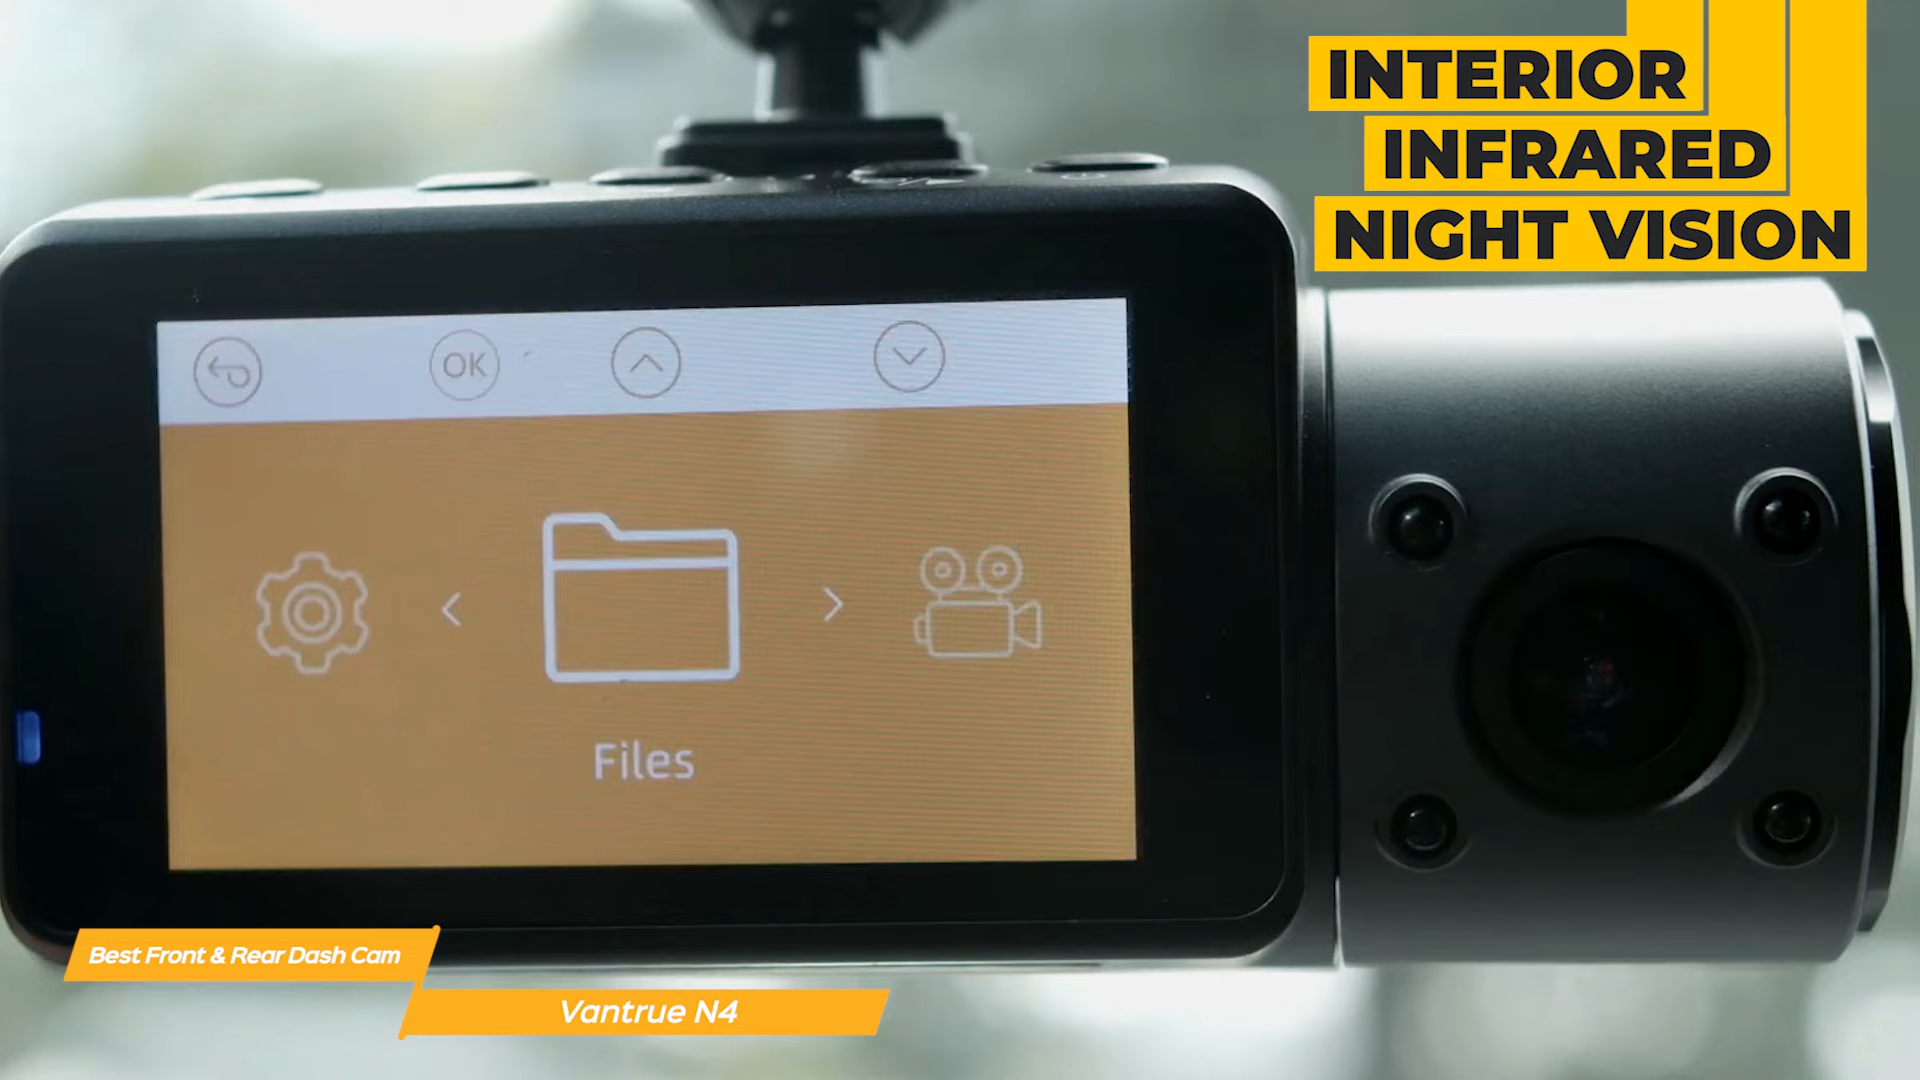 INTERIOR
INFRARED
NIGHT VISION
OK
Files
Best Front & Rear Dash Cam
Vantrue N4